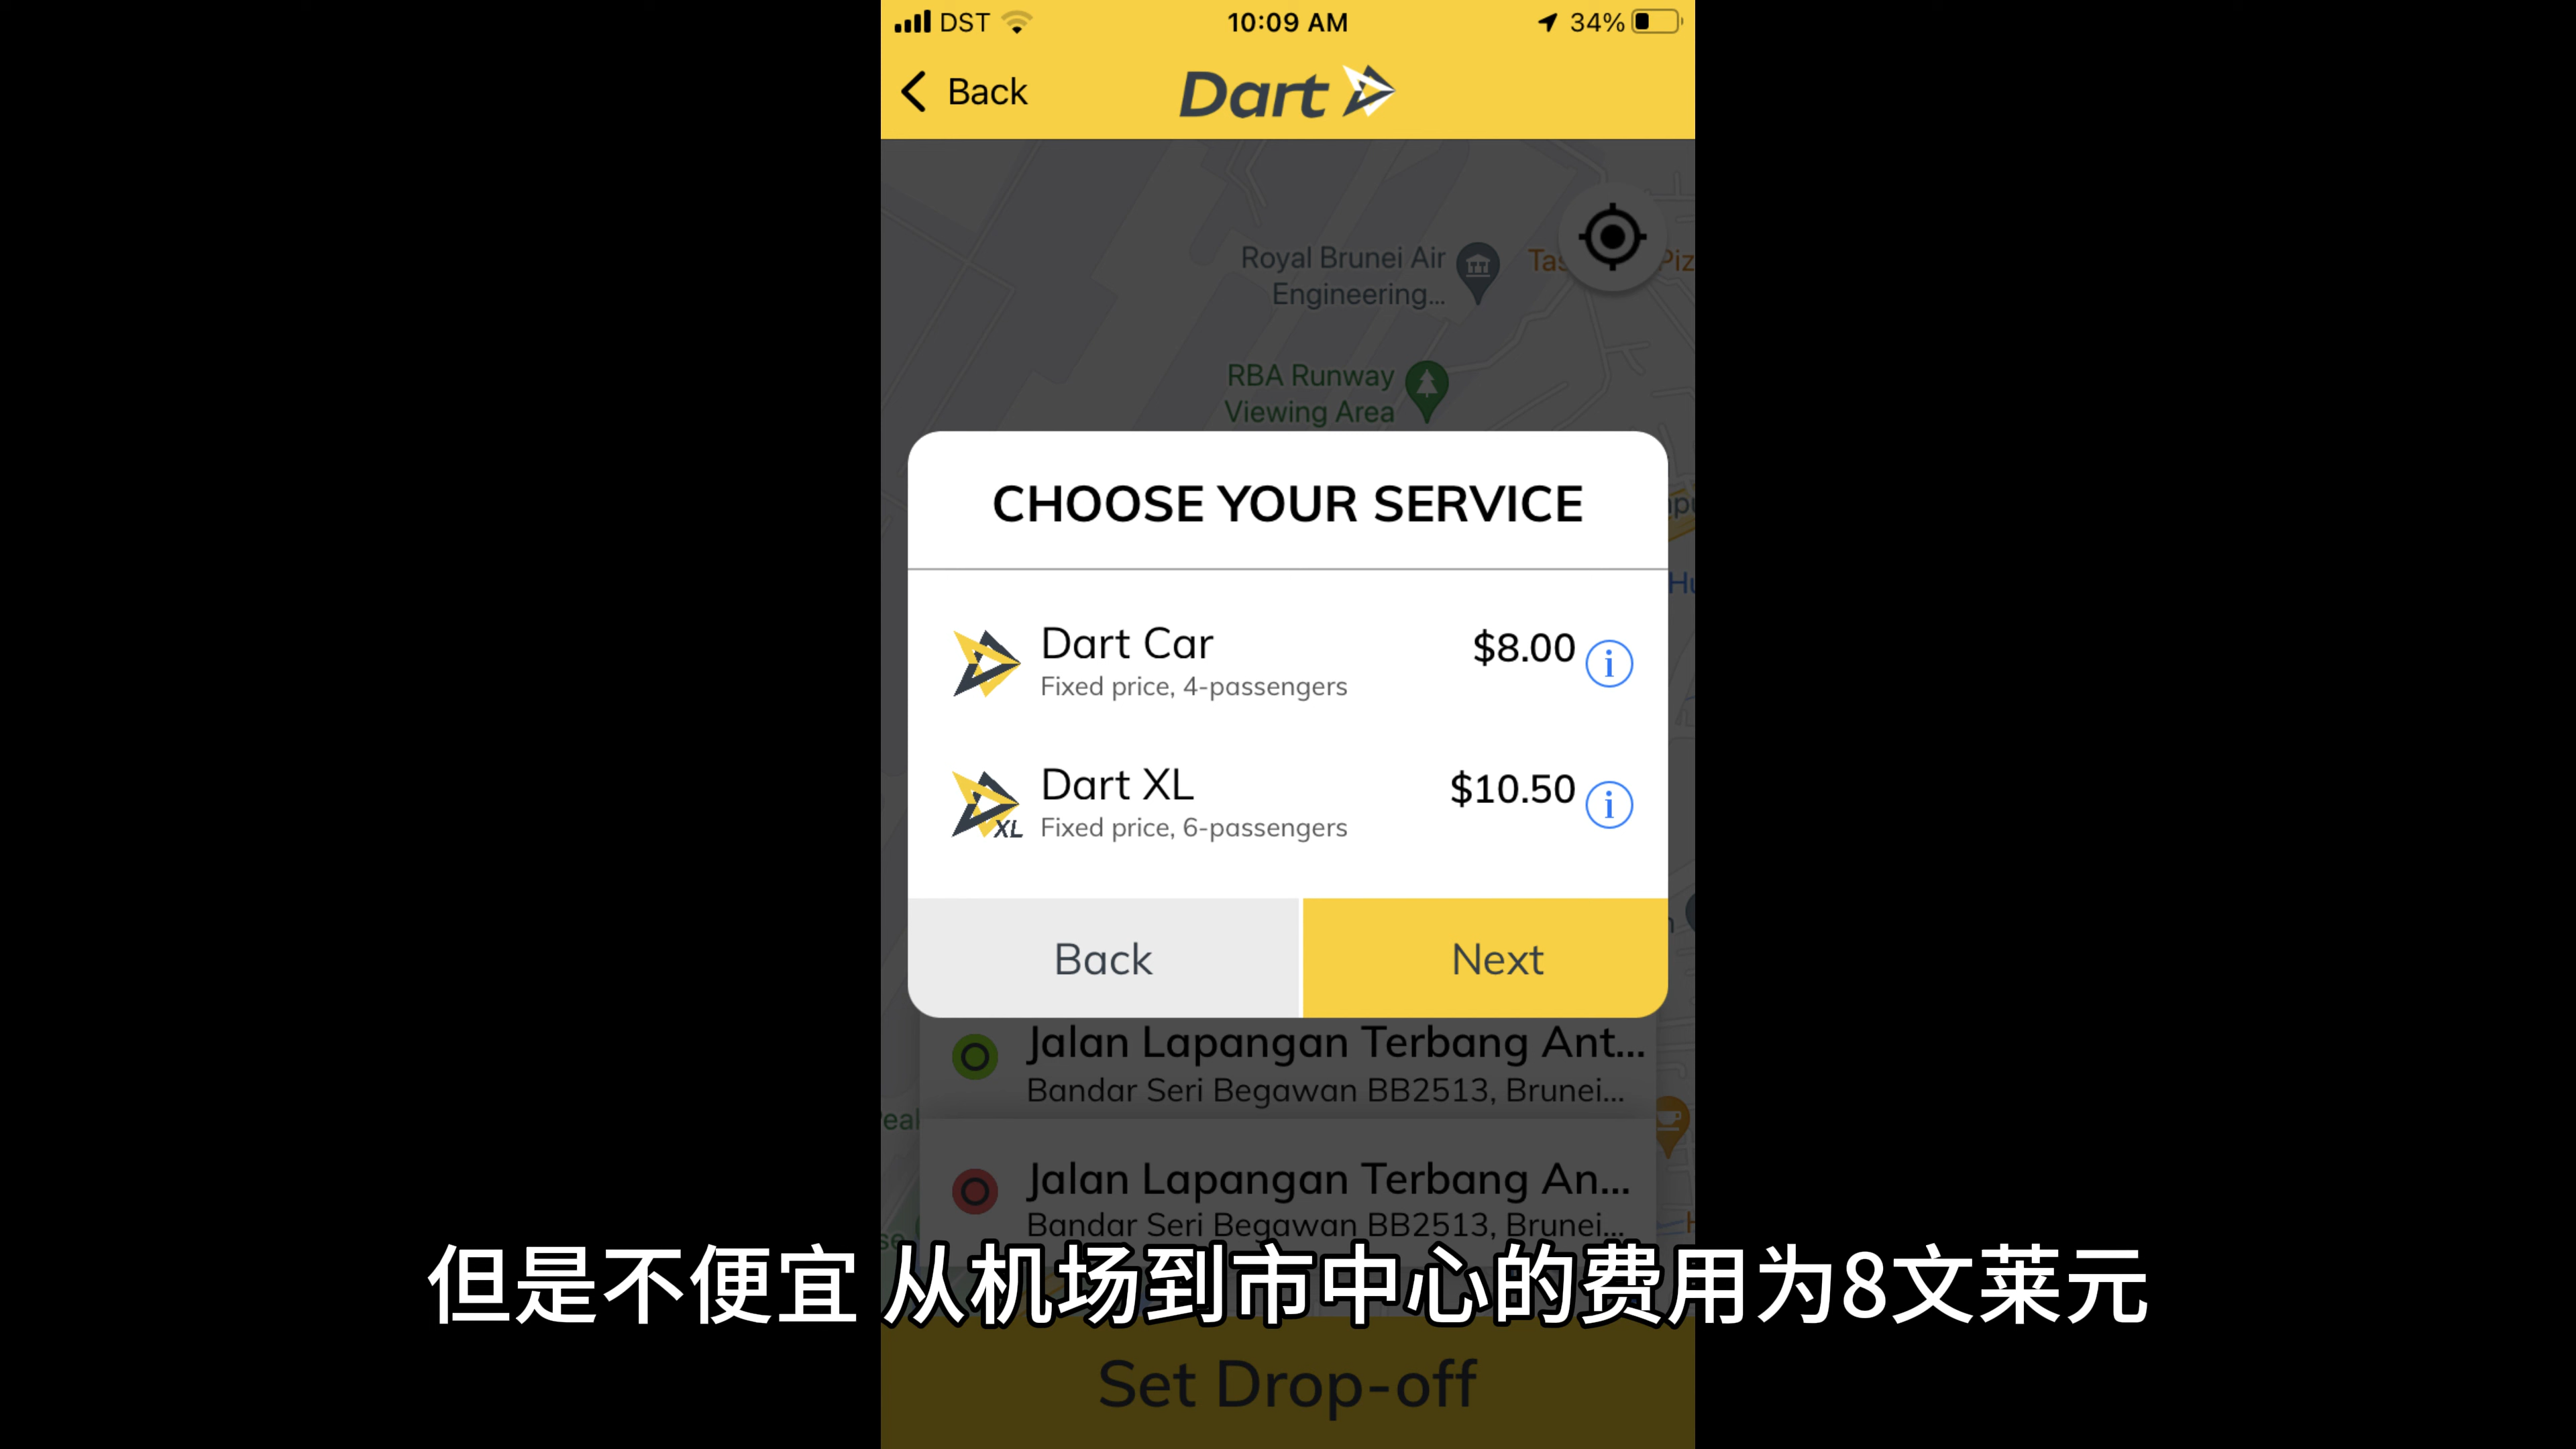 DST 10:09 AM 34%
Back Dart
Royal Brunei Air
Engineering...
RBA Runway
Viewing Area
CHOOSE YOUR SERVICE
Dart Car $8.00
Fixed price, 4-passengers
Dart XL $10.50
XL Fixed price, 6-passengers
Back Next
Jalan Lapangan Terbang Ant...
Bandar Seri Begawan BB2513, Brunei...
Jalan Lapangan Terbang An...
Bandar Seri Begawan BB2513, Brunei...
但是不便宜 从机场到市中心的费用为8文莱元
Set Drop-off